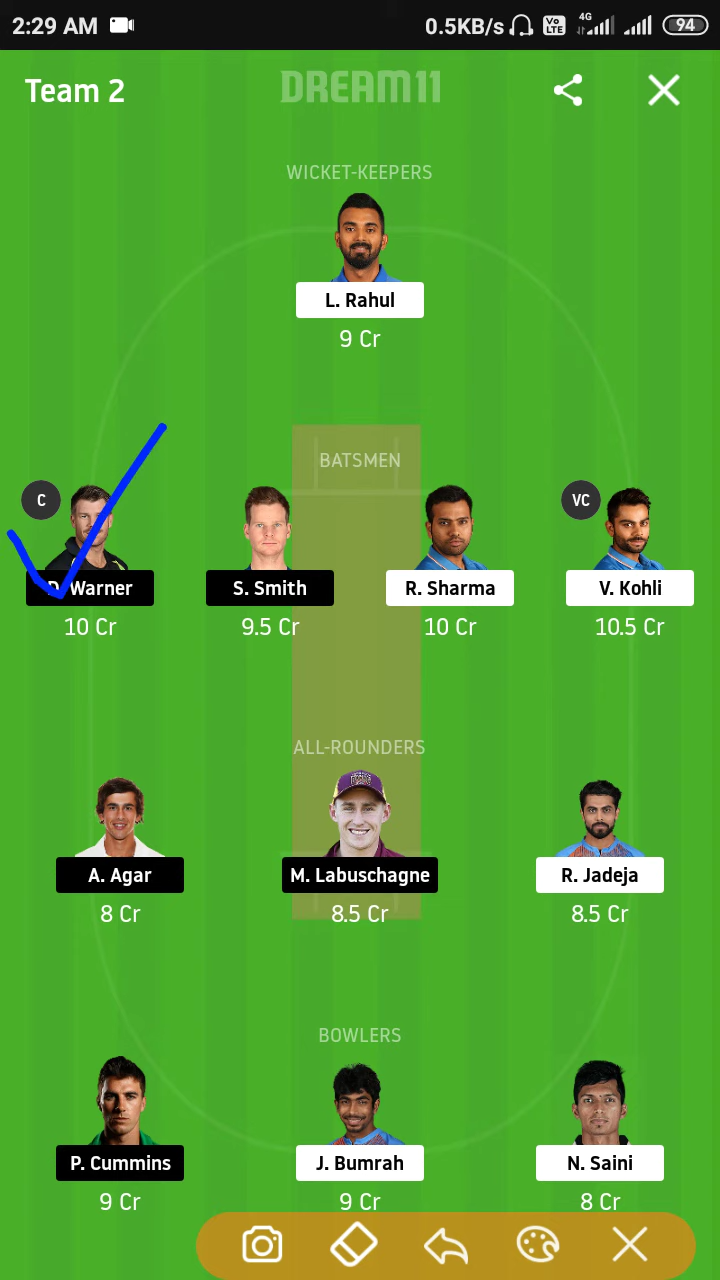 2:29 AM 0.5KB/s Vo LTE 4G 94
Team 2 DREAM11
WICKET-KEEPERS
L. Rahul
9 Cr
BATSMEN
C VC
D. Warner S. Smith R. Sharma V. Kohli
10 Cr 9.5 Cr 10 Cr 10.5 Cr
ALL-ROUNDERS
A. Agar M. Labuschagne R. Jadeja
8 Cr 8.5 Cr 8.5 Cr
BOWLERS
P. Cummins J. Bumrah N. Saini
9 Cr 9 Cr 8 Cr